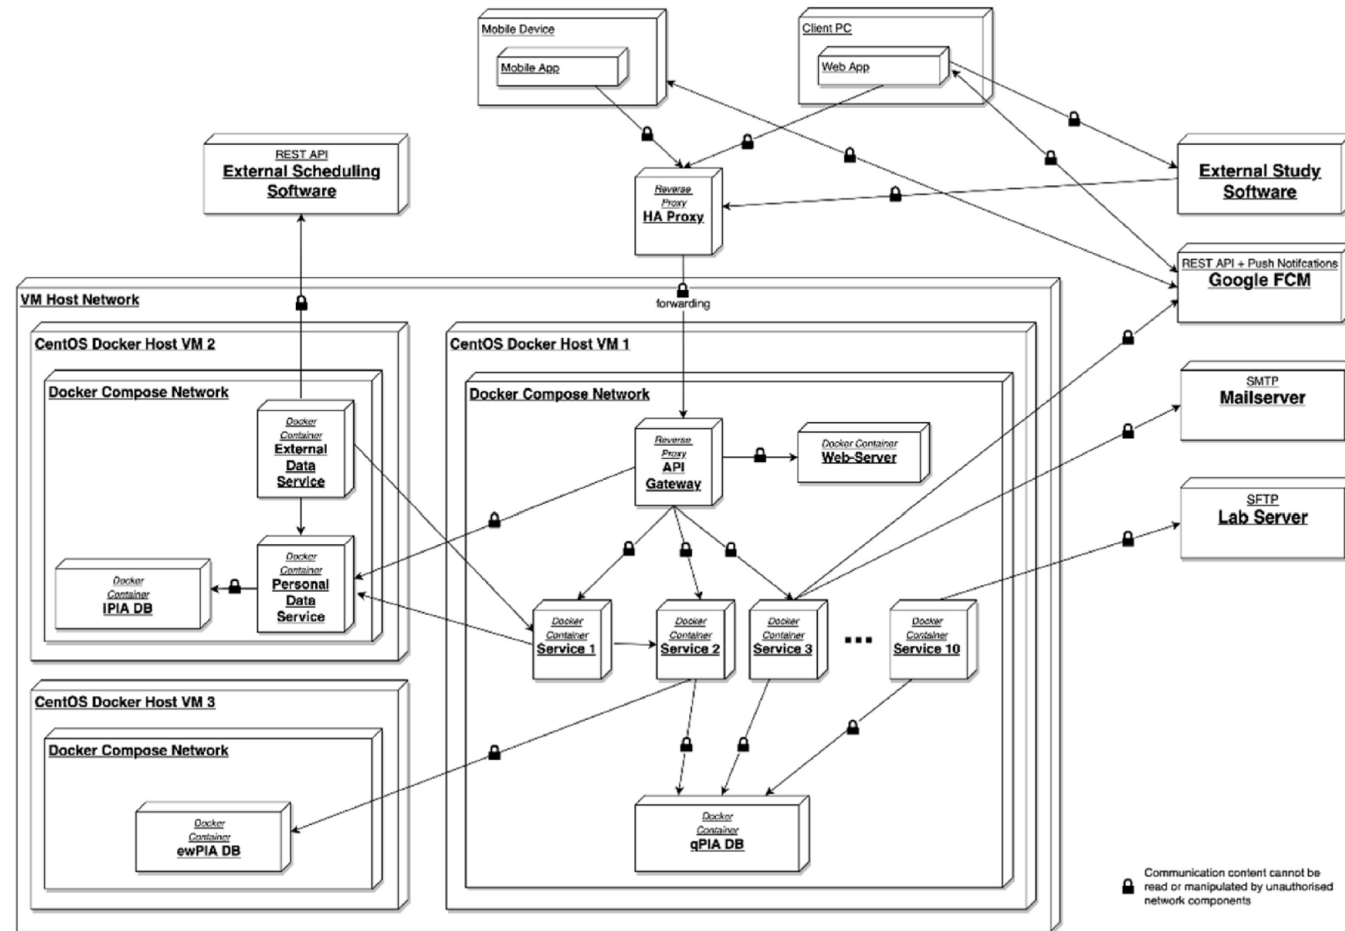 Mobile Device
Mobile App
Client PC
Web App
REST API
External Scheduling
Software
Reverse
Proxy
HA Proxy
External Study
Software
REST API + Push Notifcations
Google FCM
VM Host Network
forwarding
CentOS Docker Host VM 2
CentOS Docker Host VM 1
Docker Compose Network
Docker Compose Network
SMTP
Mailserver
Docker
Container
External
Data
Service
Reverse
Proxy
API
Gateway
Docker Container
Web-Server
SFTP
Lab Server
Docker
Container
IPIA DB
Docker
Container
Personal
Data
Service
Docker
Container
Service 1
Docker
Container
Service 2
Docker
Container
Service 3
...
Docker
Container
Service 10
CentOS Docker Host VM 3
Docker Compose Network
Docker
Container
ewPIA DB
Docker
Container
qPIA DB
Communication content cannot be
read or manipulated by unauthorised
network components